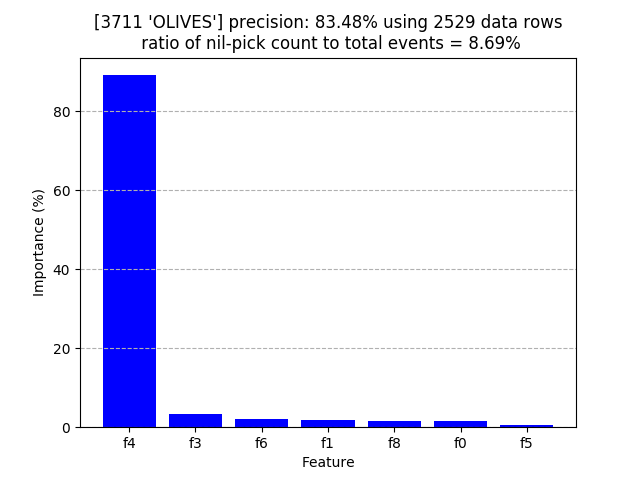 [3711 'OLIVES'] precision: 83.48% using 2529 data rows
ratio of nil-pick count to total events = 8.69%
80
60
40
20
0
Importance (%)
f4 f3 f6 f1 f8 f0 f5
Feature